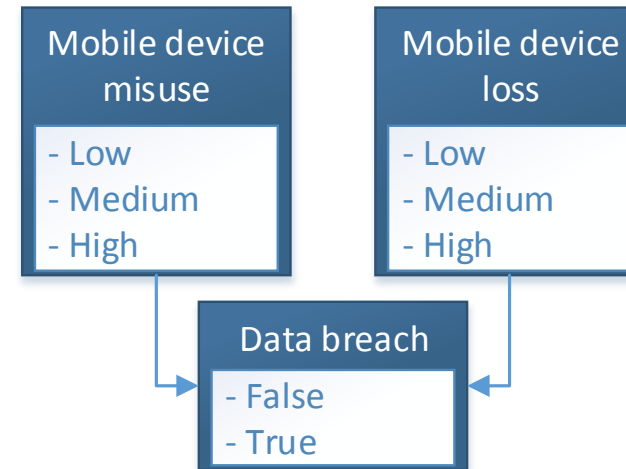 Mobile device
misuse
- Low
- Medium
- High
Mobile device
loss
- Low
- Medium
- High
Data breach
- False
- True